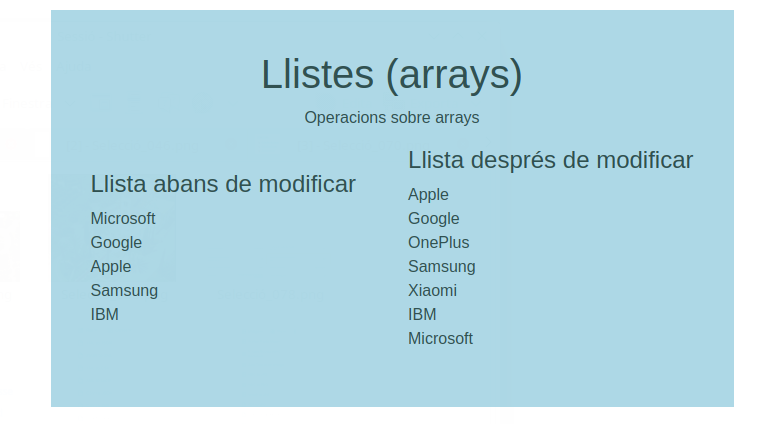 Llistes (arrays)
Operacions sobre arrays
Llista abans de modificar
Microsoft
Google
Apple
Samsung
IBM
Llista després de modificar
Apple
Google
OnePlus
Samsung
Xiaomi
IBM
Microsoft